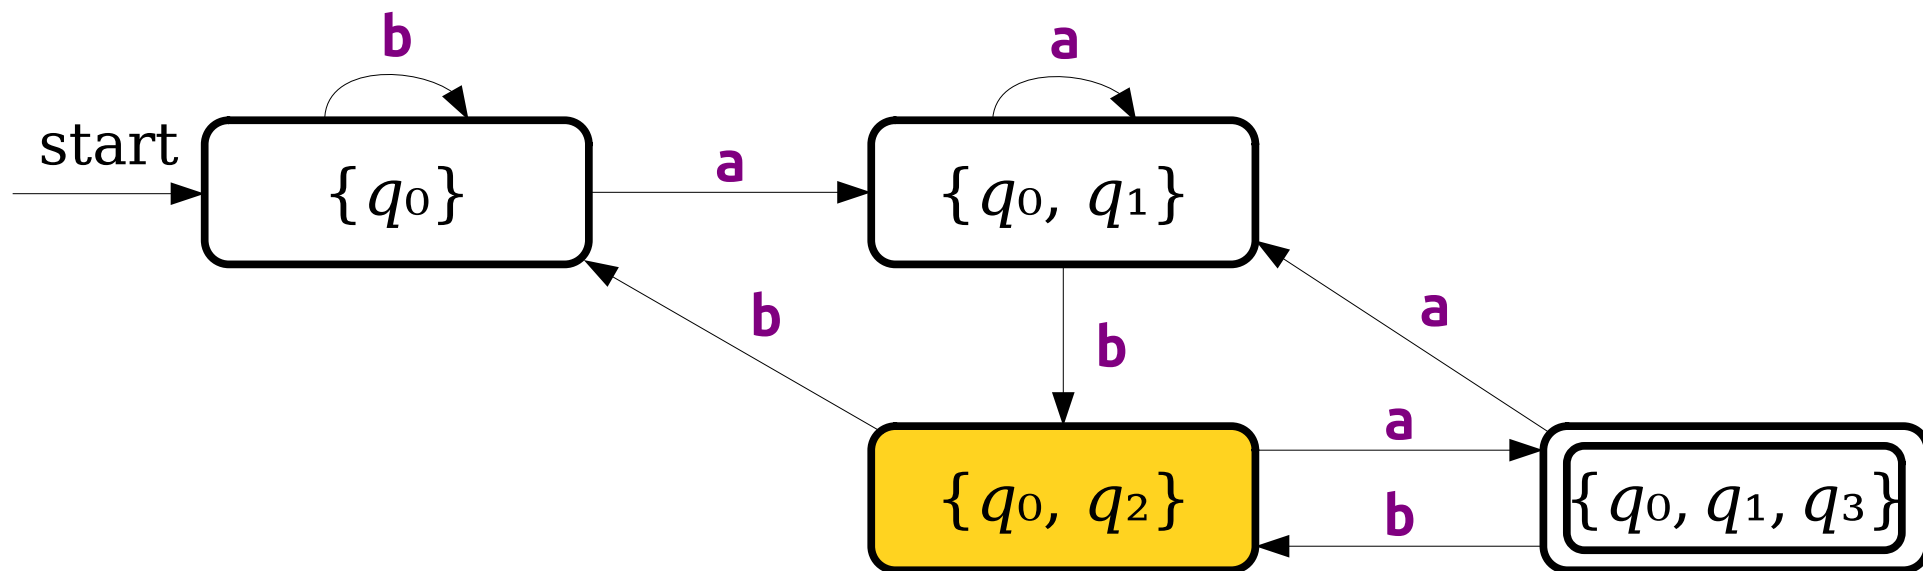 b
a
start
a
{q₀}
{q₀, q₁}
b
b
a
a
{q₀, q₂}
b
{q₀, q₁, q₃}